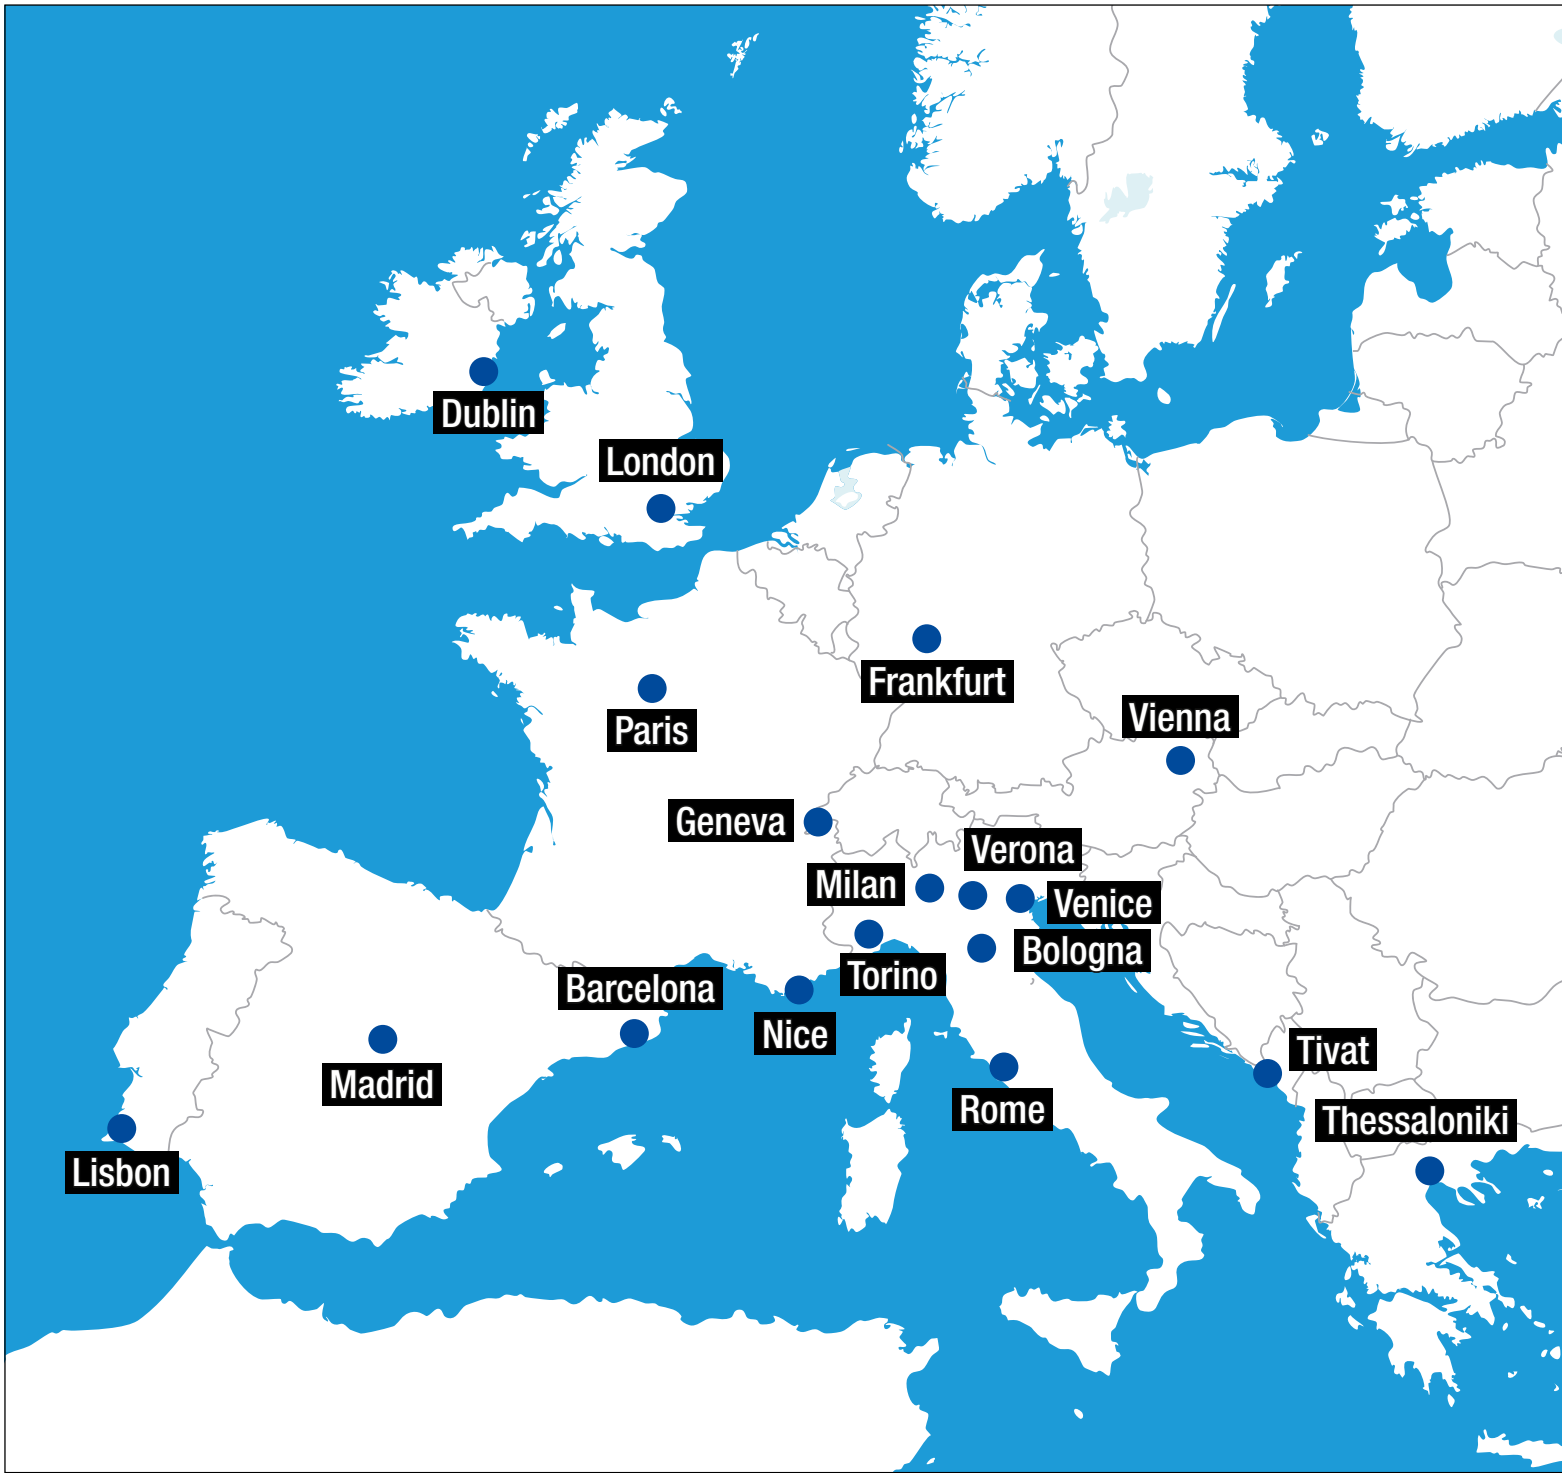 Dublin
London
Frankfurt
Paris
Vienna
Geneva
Verona
Milan
Venice
Bologna
Torino
Barcelona
Nice
Tivat
Madrid
Rome
Thessaloniki
Lisbon